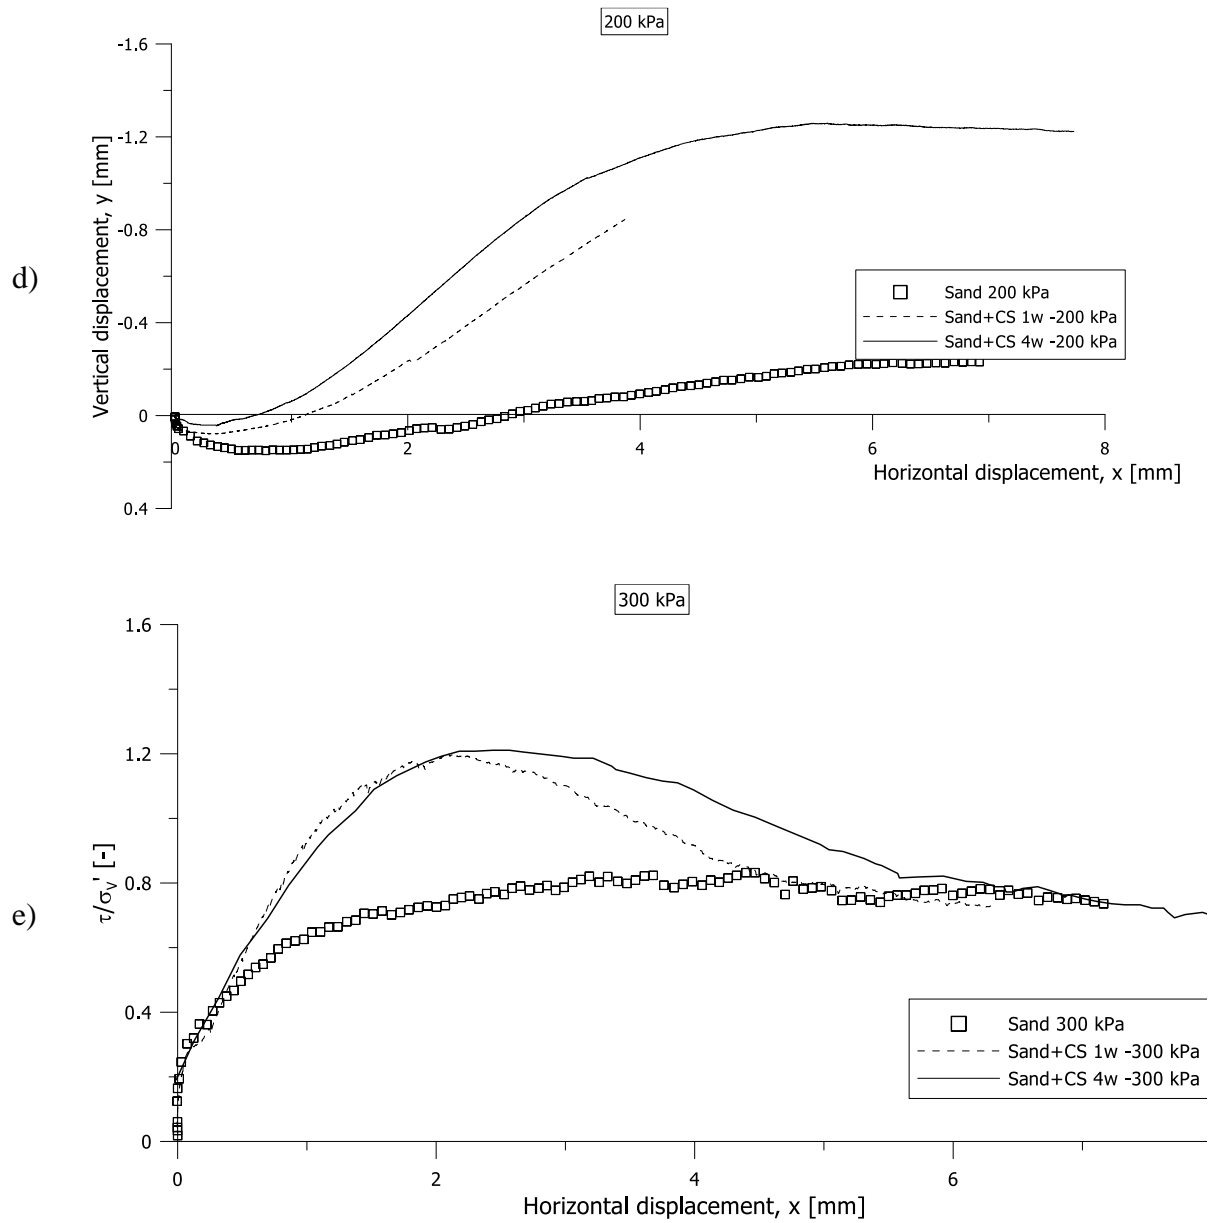 200 kPa
-1.6
-1.2
-0.8
-0.4
0
0.4
Vertical displacement, y [mm]
d)
Sand 200 kPa
Sand+CS 1w -200 kPa
Sand+CS 4w -200 kPa
0 2 4 6 8
Horizontal displacement, x [mm]
300 kPa
1.6
1.2
0.8
0.4
0
τ/σv' [-]
e)
Sand 300 kPa
Sand+CS 1w -300 kPa
Sand+CS 4w -300 kPa
0 2 4 6
Horizontal displacement, x [mm]